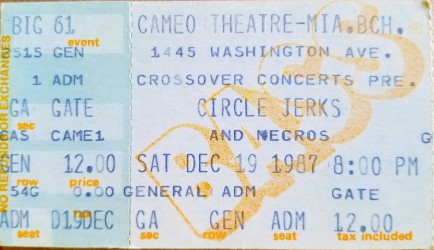 BIG 61 CAMEO THEATRE-MIA.BCH.
event
515 GEN 1445 WASHINGTON AVE.
1 ADM CROSSOVER CONCERTS PRE.
GA GATE CIRCLE JERKS
sec
CAS CAME1 AND NECROS G
GEN 12.00 SAT DEC 19 1987 8:00 PM
row price
54G 0.00 GENERAL ADM GATE
tax
ADM D19DEC GA GEN ADM 12.00
seat sec row seat tax included
NO REFUNDS OR EXCHANGES
BASS